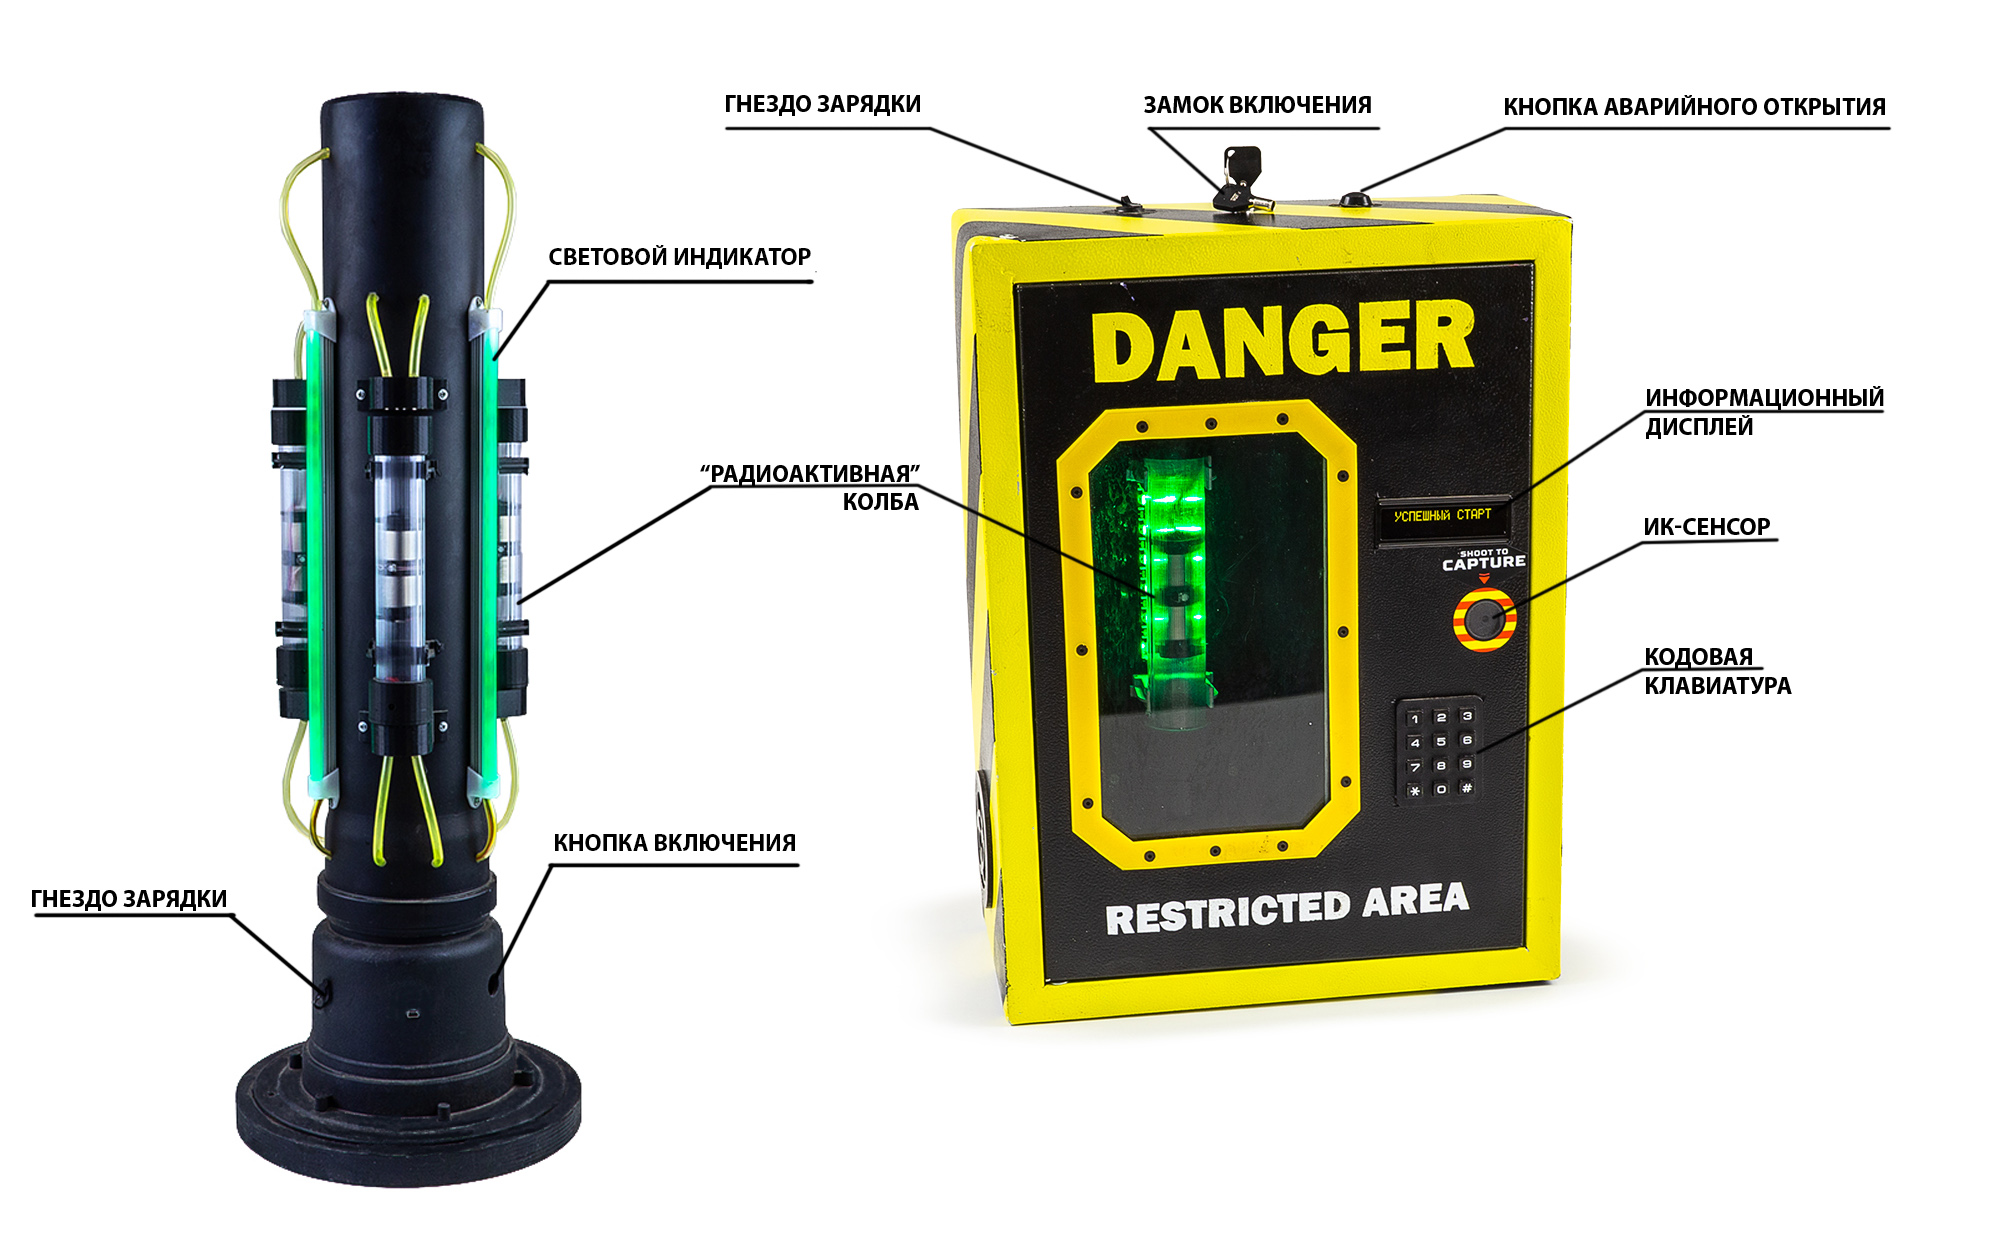 ГНЕЗДО ЗАРЯДКИ
ЗАМОК ВКЛЮЧЕНИЯ
КНОПКА АВАРИЙНОГО ОТКРЫТИЯ
СВЕТОВОЙ ИНДИКАТОР
DANGER
ИНФОРМАЦИОННЫЙ
ДИСПЛЕЙ
“РАДИОАКТИВНАЯ”
КОЛБА
УСПЕШНЫЙ СТАРТ
ИК-СЕНСОР
SHOOT TO
CAPTURE
КОДОВАЯ
КЛАВИАТУРА
1 2 3
4 5 6
7 8 9
* 0 #
КНОПКА ВКЛЮЧЕНИЯ
ГНЕЗДО ЗАРЯДКИ
RESTRICTED AREA